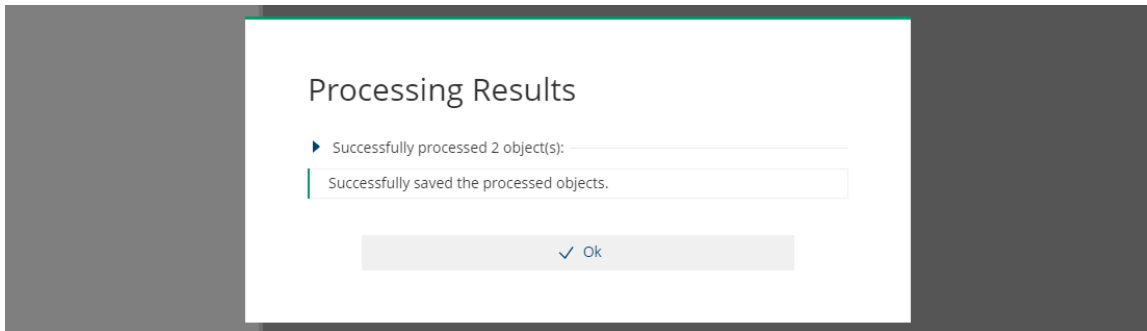 Processing Results
Successfully processed 2 object(s):
Successfully saved the processed objects.
Ok